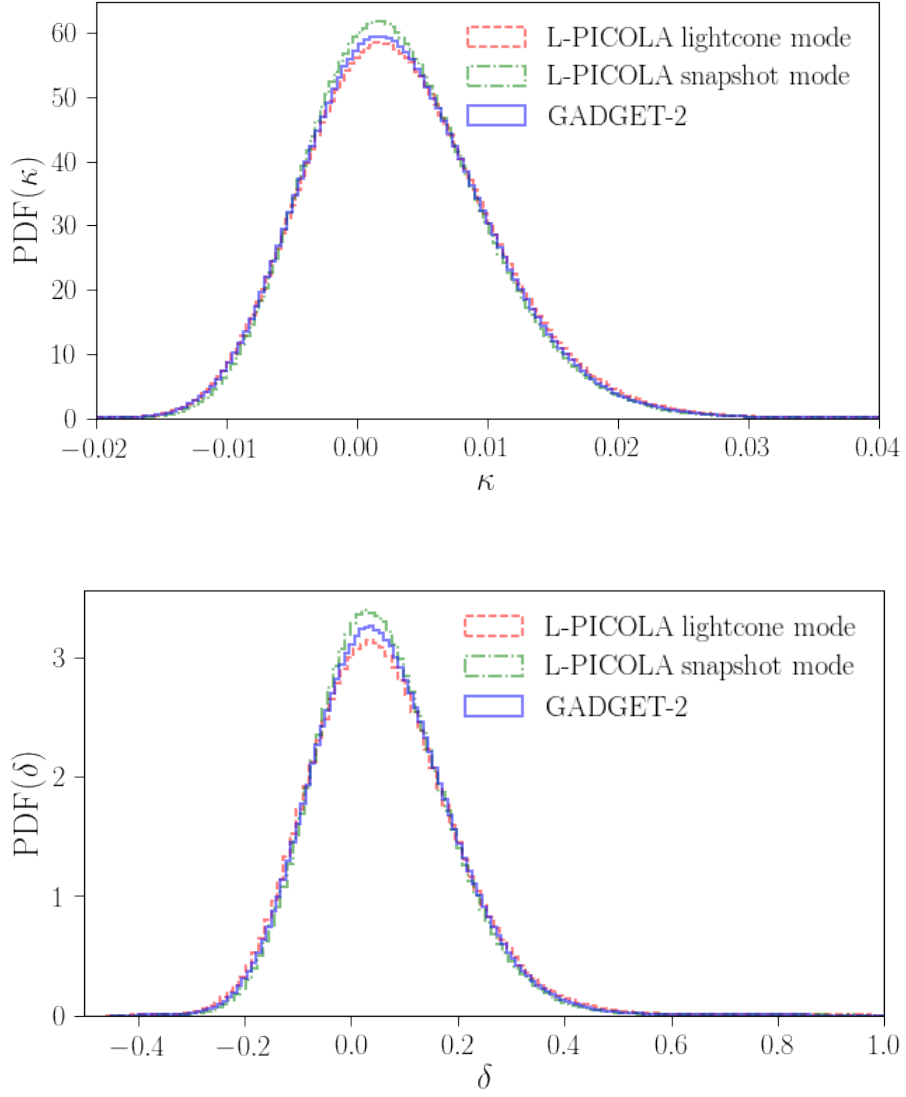 60
50
40
30
20
10
0
PDF(κ)
L-PICOLA lightcone mode
L-PICOLA snapshot mode
GADGET-2
−0.02 −0.01 0.00 0.01 0.02 0.03 0.04
κ
3
2
1
0
PDF(δ)
L-PICOLA lightcone mode
L-PICOLA snapshot mode
GADGET-2
−0.4 −0.2 0.0 0.2 0.4 0.6 0.8 1.0
δ